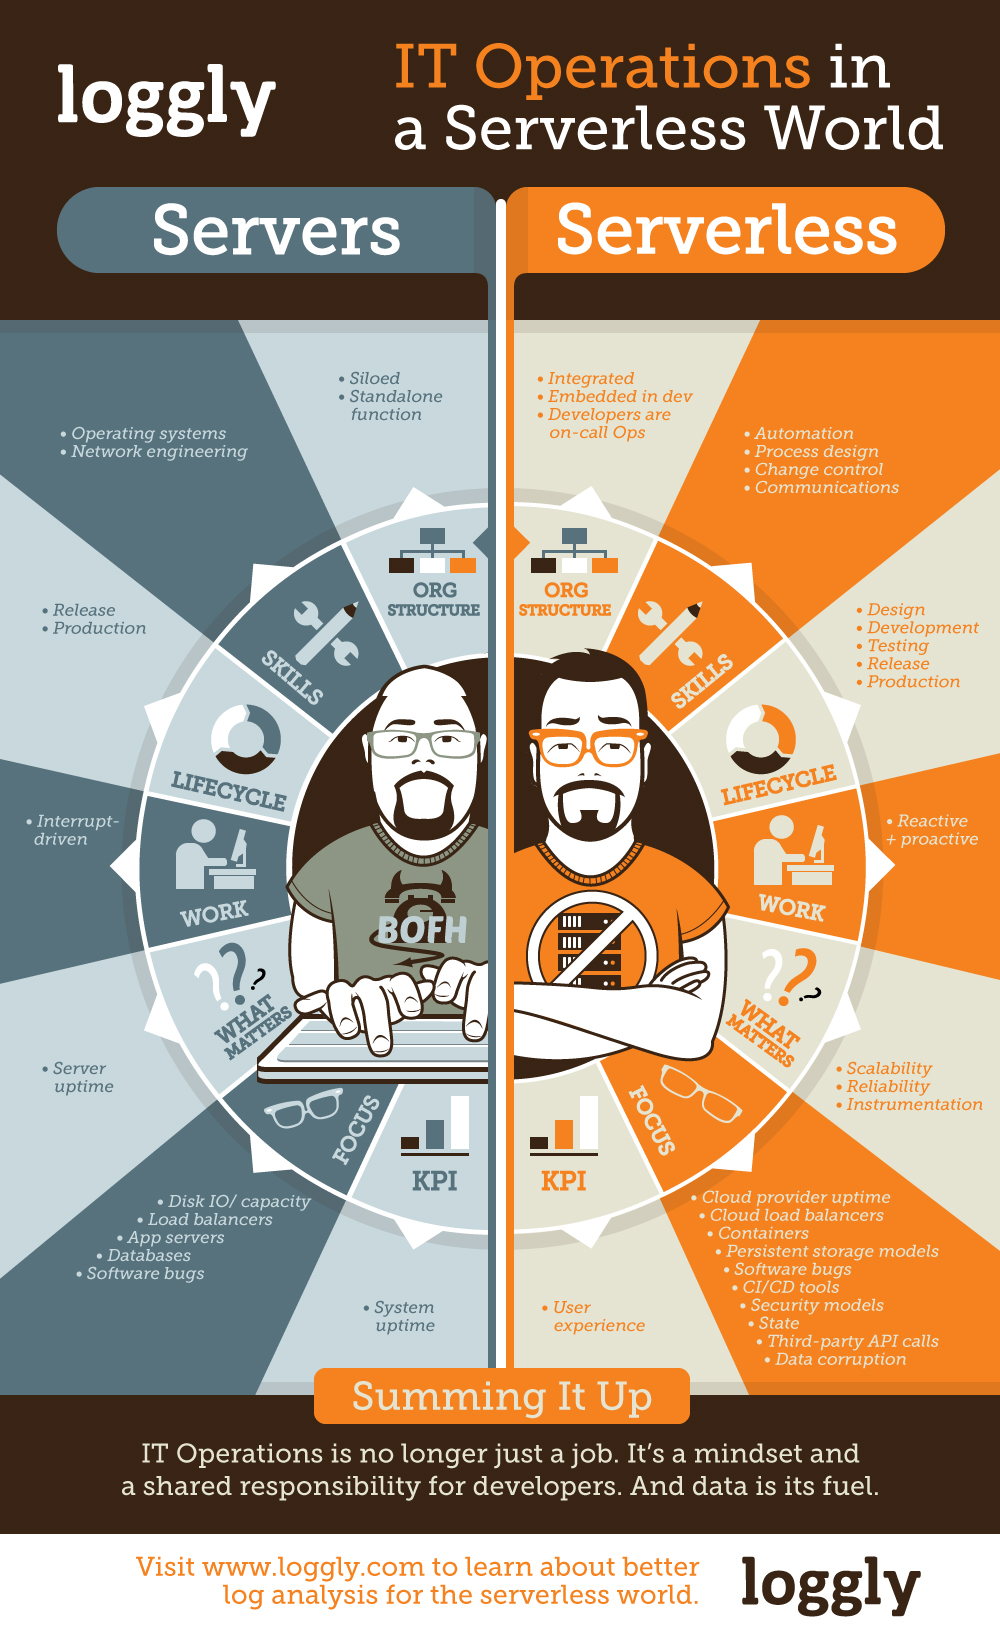 loggly
IT Operations in
a Serverless World
Servers
Serverless
• Siloed
• Standalone
function
• Operating systems
• Network engineering
• Release
• Production
• Interrupt-
driven
• Server
uptime
• Disk IO/ capacity
• Load balancers
• App servers
• Databases
• Software bugs
• System
uptime
ORG
STRUCTURE
SKILLS
LIFECYCLE
WORK
WHAT
MATTERS
FOCUS
KPI
BOFH
• Integrated
• Embedded in dev
• Developers are
on-call Ops
• Automation
• Process design
• Change control
• Communications
• Design
• Development
• Testing
• Release
• Production
• Reactive
+ proactive
• Scalability
• Reliability
• Instrumentation
• Cloud provider uptime
• Cloud load balancers
• Containers
• Persistent storage models
• Software bugs
• CI/CD tools
• Security models
• State
• Third-party API calls
• Data corruption
• User
experience
ORG
STRUCTURE
SKILLS
LIFECYCLE
WORK
WHAT
MATTERS
FOCUS
KPI
Summing It Up
IT Operations is no longer just a job. It's a mindset and
a shared responsibility for developers. And data is its fuel.
Visit www.loggly.com to learn about better
log analysis for the serverless world.
loggly